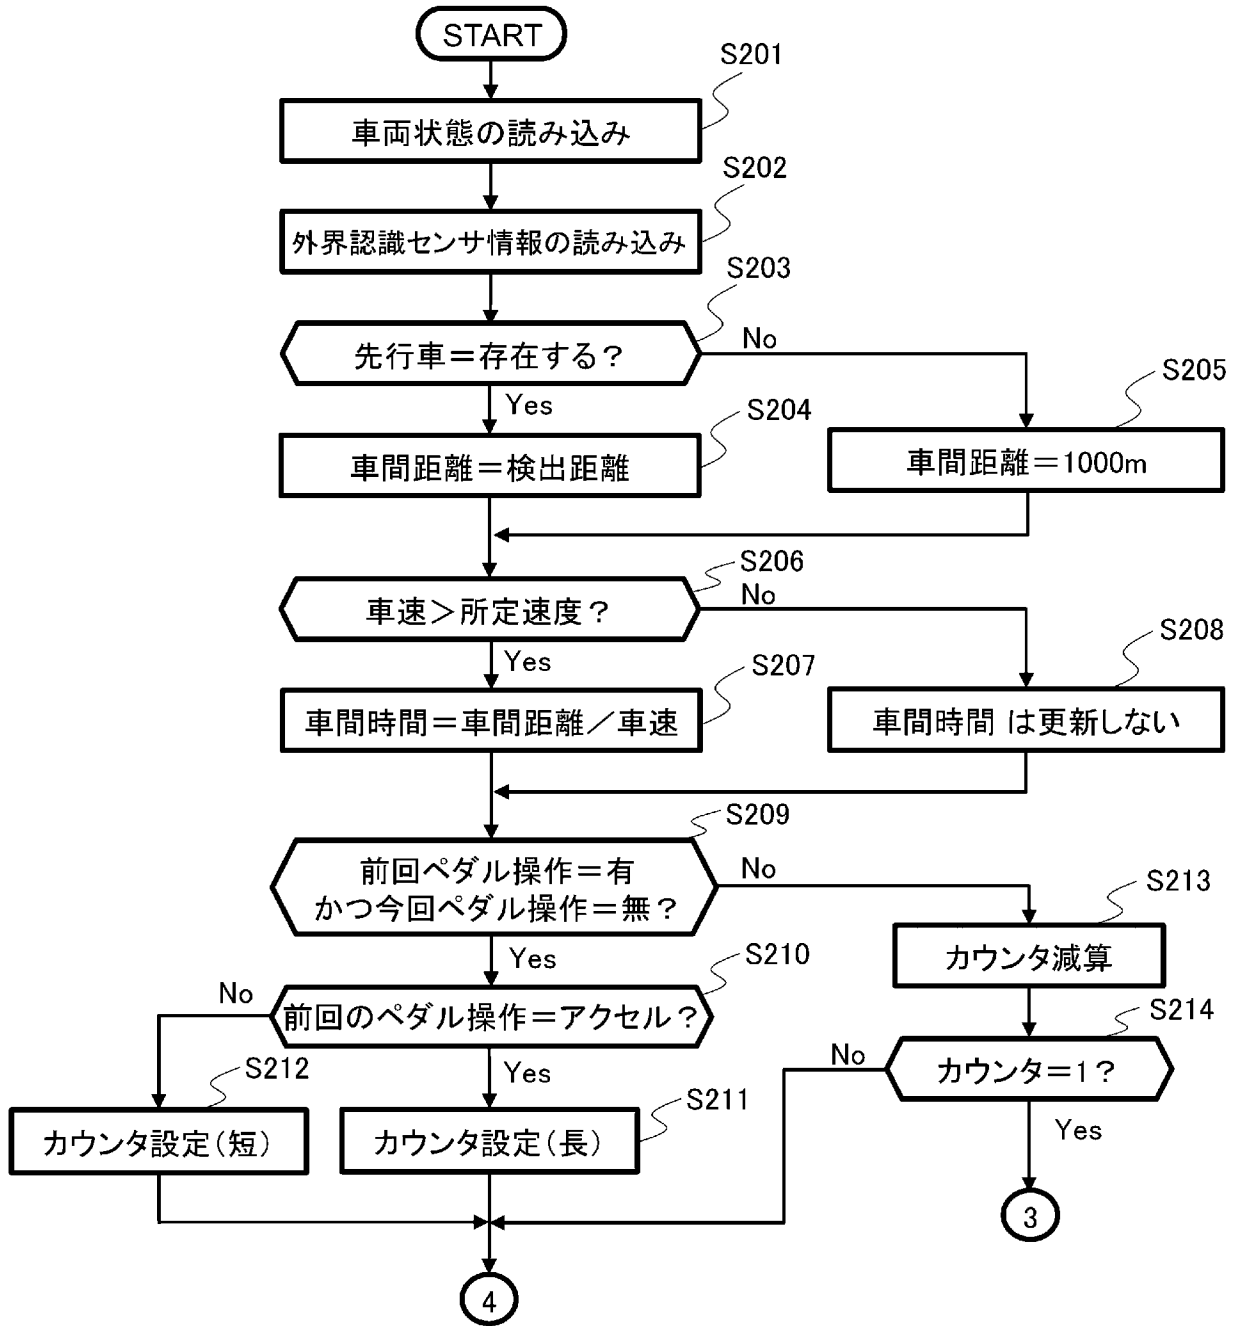 START
S201
車両状態の読み込み
S202
外界認識センサ情報の読み込み
S203
先行車＝存在する？
No
Yes
S204
S205
車間距離＝検出距離
車間距離＝1000m
S206
車速＞所定速度？
No
Yes
S207
S208
車間時間＝車間距離／車速
車間時間 は更新しない
S209
前回ペダル操作＝有
かつ今回ペダル操作＝無？
No
Yes
S213
カウンタ減算
S210
前回のペダル操作＝アクセル？
No
Yes
S214
カウンタ＝1？
No
Yes
S212
カウンタ設定（短）
S211
カウンタ設定（長）
3
4